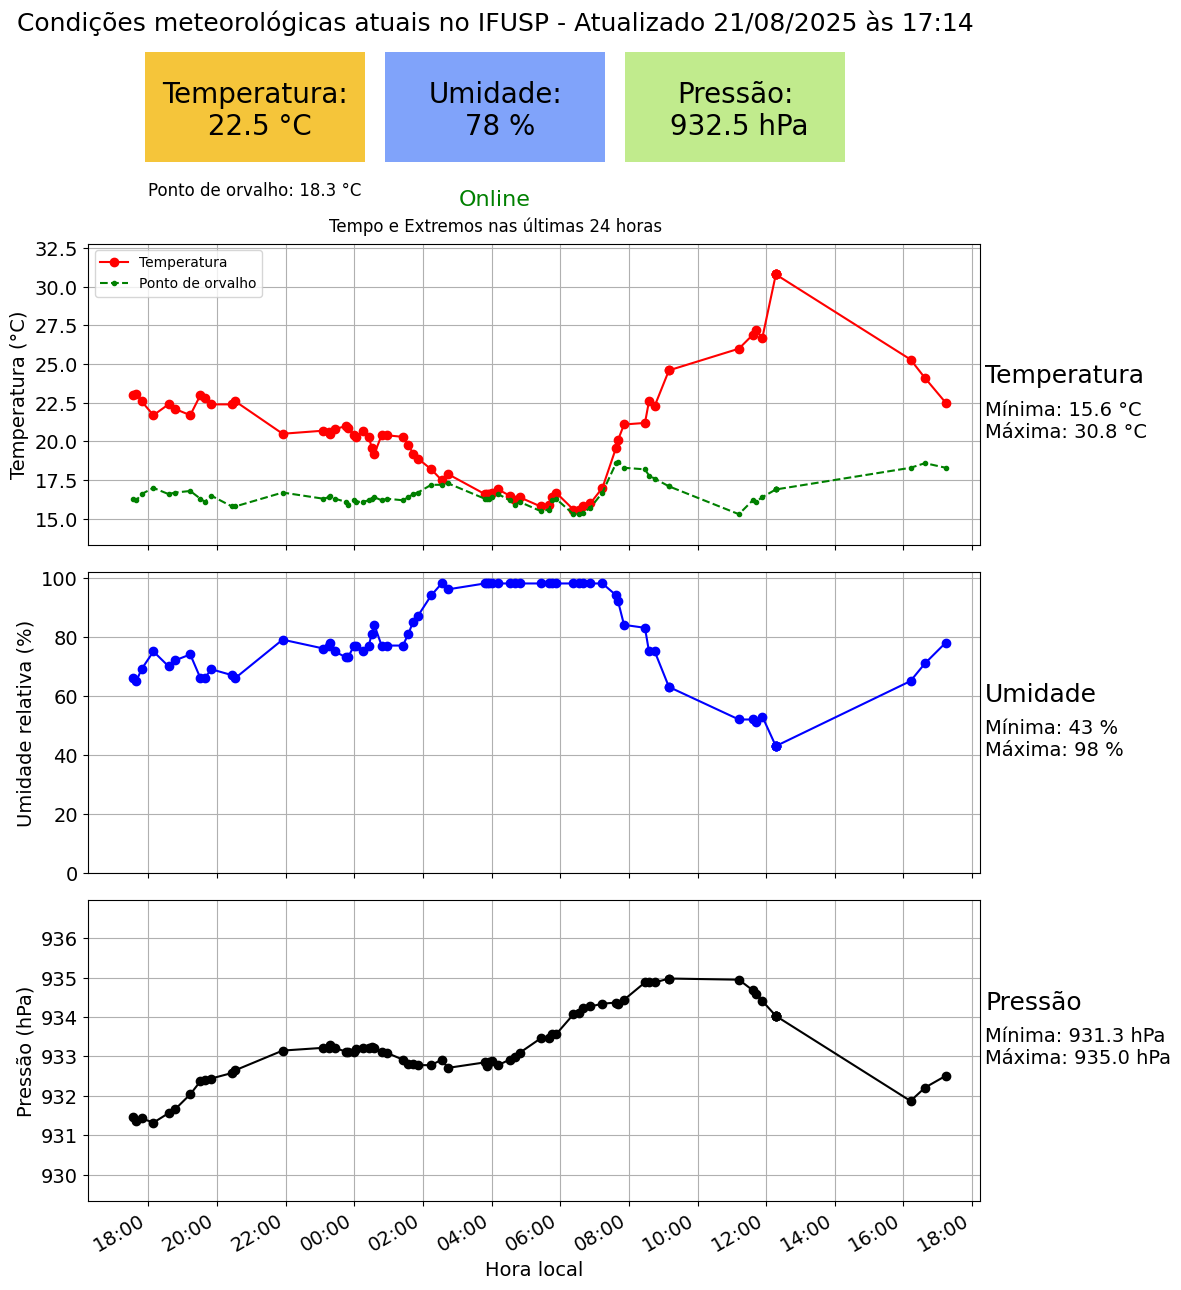 Condições meteorológicas atuais no IFUSP - Atualizado 21/08/2025 às 17:14
Temperatura:
22.5 °C
Umidade:
78 %
Pressão:
932.5 hPa
Ponto de orvalho: 18.3 °C
Online
Tempo e Extremos nas últimas 24 horas
Temperatura
Ponto de orvalho
Temperatura (°C)
32.5
30.0
27.5
25.0
22.5
20.0
17.5
15.0
Temperatura
Mínima: 15.6 °C
Máxima: 30.8 °C
Umidade relativa (%)
100
80
60
40
20
0
Umidade
Mínima: 43 %
Máxima: 98 %
Pressão (hPa)
936
935
934
933
932
931
930
Pressão
Mínima: 931.3 hPa
Máxima: 935.0 hPa
18:00
20:00
22:00
00:00
02:00
04:00
06:00
08:00
10:00
12:00
14:00
16:00
18:00
Hora local